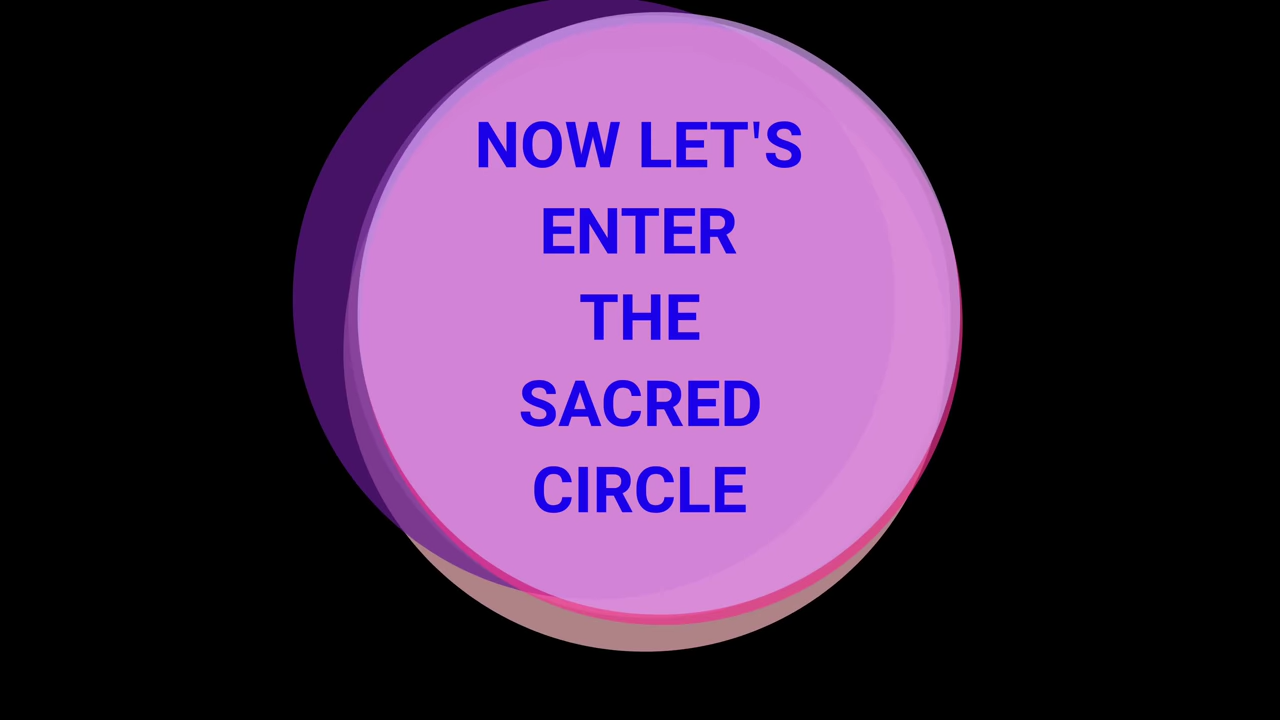 NOW LET'S
ENTER
THE
SACRED
CIRCLE